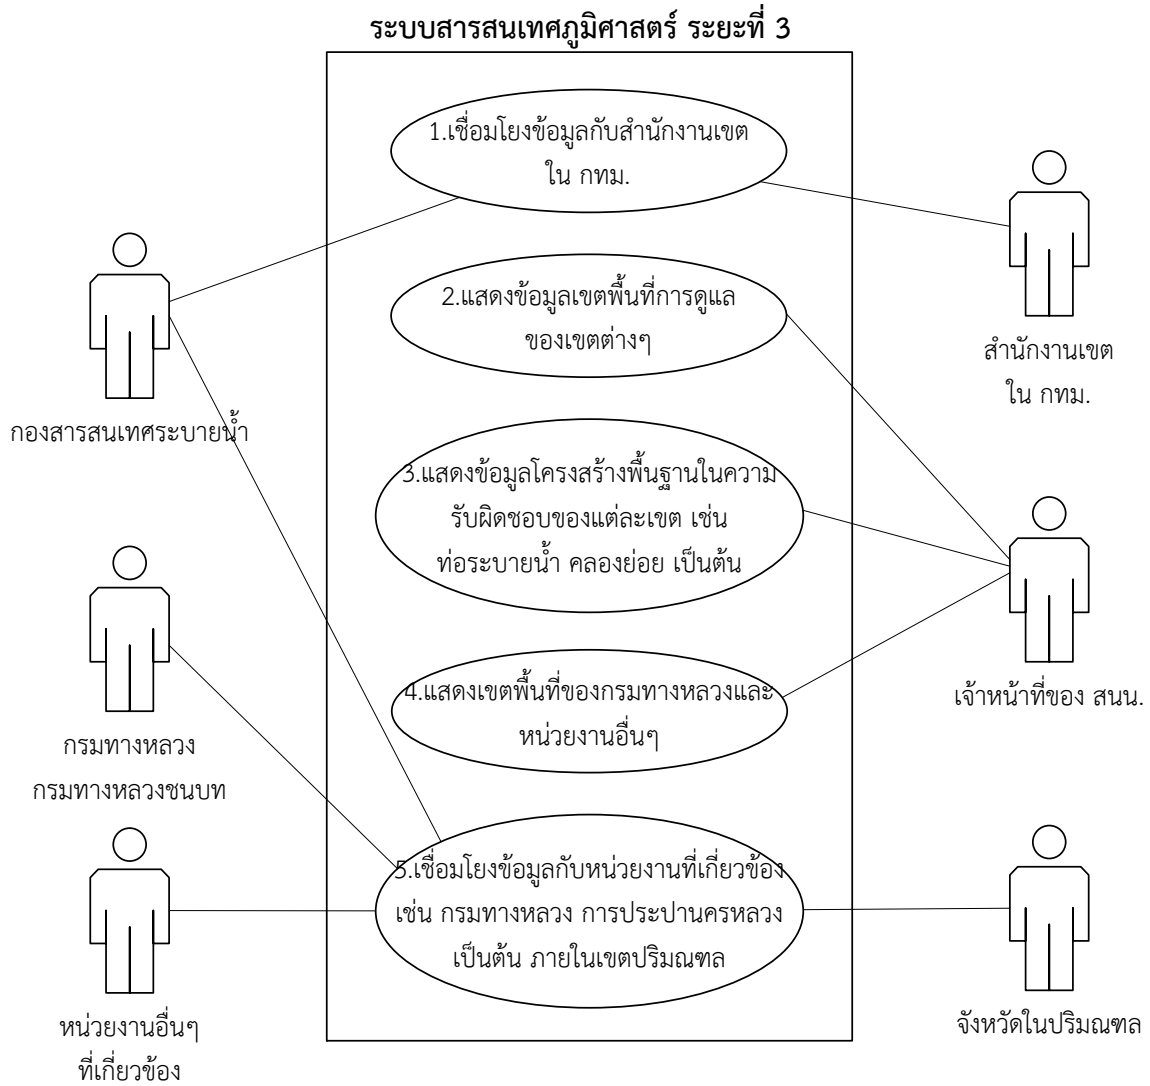 ระบบสารสนเทศภูมิศาสตร์ ระยะที่ 3
1.เชื่อมโยงข้อมูลกับสำนักงานเขต
ใน กทม.
2.แสดงข้อมูลเขตพื้นที่การดูแล
ของเขตต่างๆ
สำนักงานเขต
ใน กทม.
กองสารสนเทศระบายน้ำ
3.แสดงข้อมูลโครงสร้างพื้นฐานในความ
รับผิดชอบของแต่ละเขต เช่น
ท่อระบายน้ำ คลองย่อย เป็นต้น
4.แสดงเขตพื้นที่ของกรมทางหลวงและ
หน่วยงานอื่นๆ
เจ้าหน้าที่ของ สนน.
กรมทางหลวง
กรมทางหลวงชนบท
5.เชื่อมโยงข้อมูลกับหน่วยงานที่เกี่ยวข้อง
เช่น กรมทางหลวง การประปานครหลวง
เป็นต้น ภายในเขตปริมณฑล
หน่วยงานอื่นๆ
ที่เกี่ยวข้อง
จังหวัดในปริมณฑล